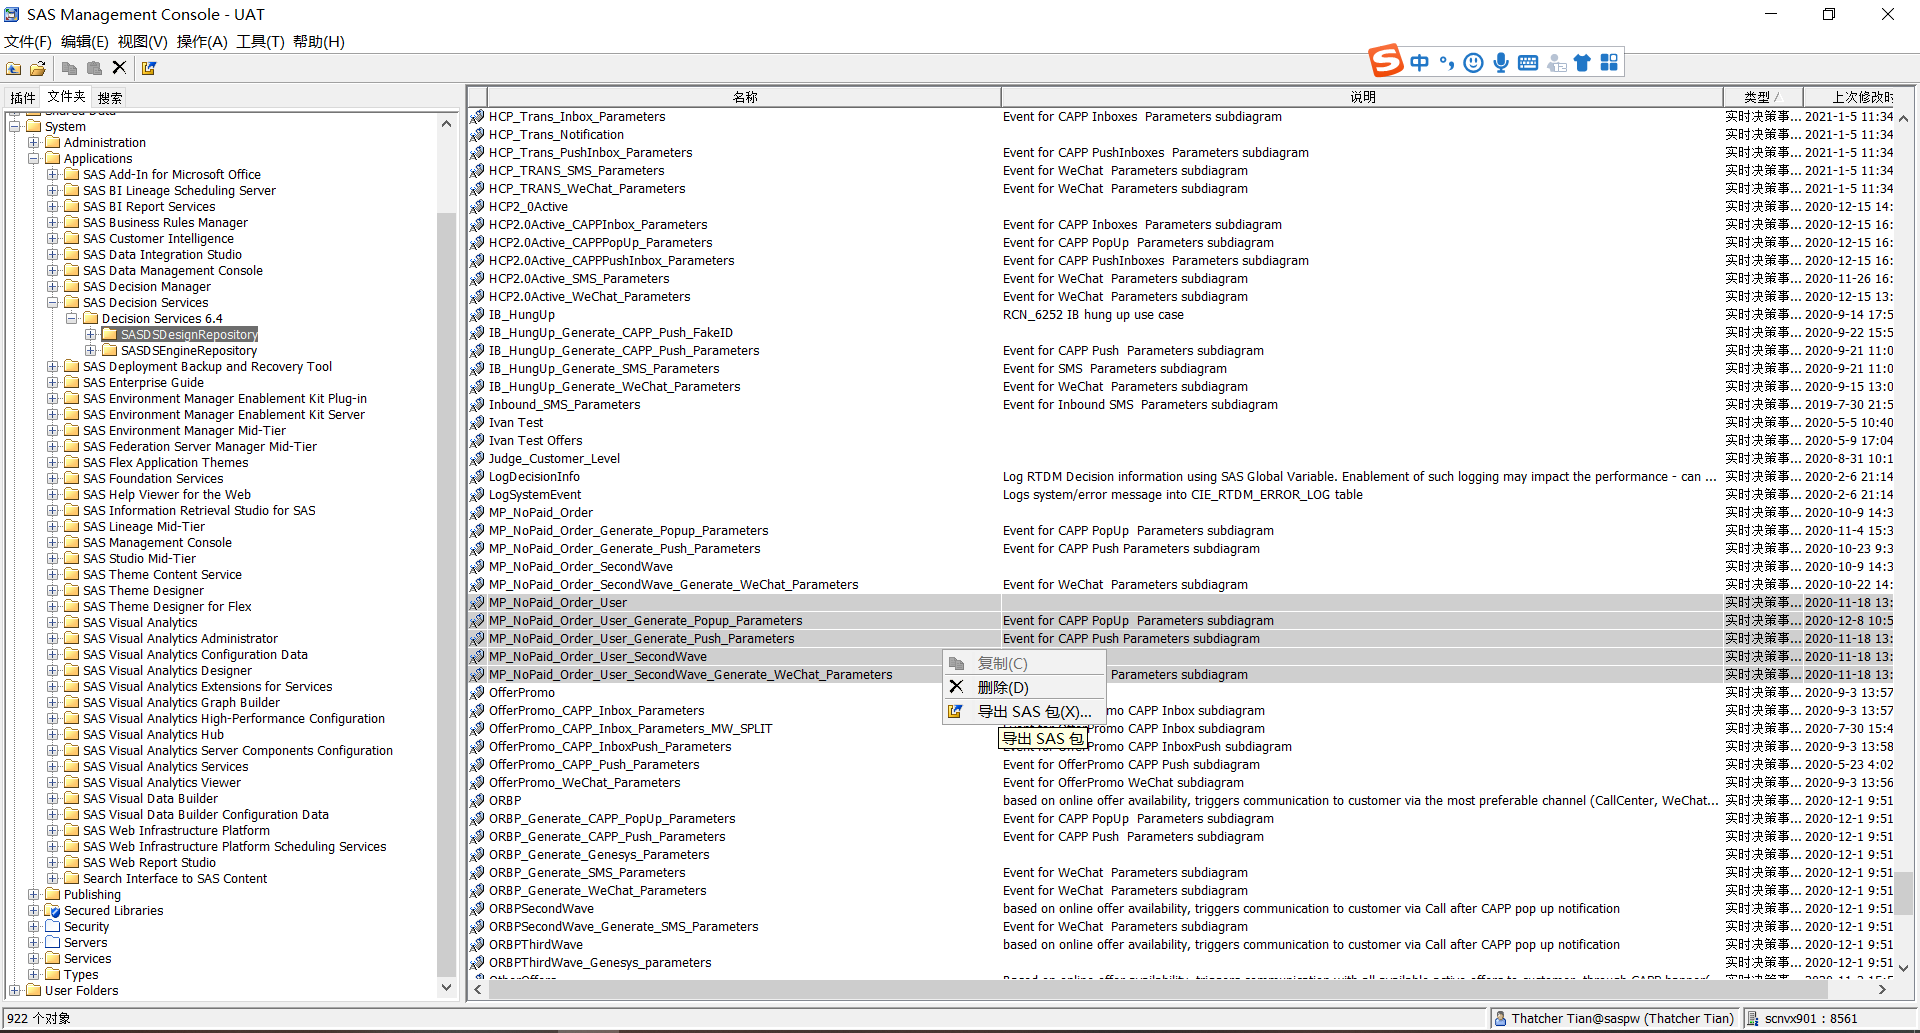 SAS Management Console - UAT
文件(F) 编辑(E) 视图(V) 操作(A) 工具(T) 帮助(H)
中
插件 文件夹 搜索
Shared Data
System
Administration
Applications
SAS Add-In for Microsoft Office
SAS BI Lineage Scheduling Server
SAS BI Report Services
SAS Business Rules Manager
SAS Customer Intelligence
SAS Data Integration Studio
SAS Data Management Console
SAS Decision Manager
SAS Decision Services
Decision Services 6.4
SASDSDesignRepository
SASDSEngineRepository
SAS Deployment Backup and Recovery Tool
SAS Enterprise Guide
SAS Environment Manager Enablement Kit Plug-in
SAS Environment Manager Enablement Kit Server
SAS Environment Manager Mid-Tier
SAS Federation Server Manager Mid-Tier
SAS Flex Application Themes
SAS Foundation Services
SAS Help Viewer for the Web
SAS Information Retrieval Studio for SAS
SAS Lineage Mid-Tier
SAS Management Console
SAS Studio Mid-Tier
SAS Theme Content Service
SAS Theme Designer
SAS Theme Designer for Flex
SAS Visual Analytics
SAS Visual Analytics Administrator
SAS Visual Analytics Configuration Data
SAS Visual Analytics Designer
SAS Visual Analytics Extensions for Services
SAS Visual Analytics Graph Builder
SAS Visual Analytics High-Performance Configuration
SAS Visual Analytics Hub
SAS Visual Analytics Server Components Configuration
SAS Visual Analytics Services
SAS Visual Analytics Viewer
SAS Visual Data Builder
SAS Visual Data Builder Configuration Data
SAS Web Infrastructure Platform
SAS Web Infrastructure Platform Scheduling Services
SAS Web Report Studio
Search Interface to SAS Content
Publishing
Secured Libraries
Security
Servers
Services
Types
User Folders
名称 说明 类型 上次修改时
HCP_Trans_Inbox_Parameters Event for CAPP Inboxes Parameters subdiagram 实时决策事... 2021-1-5 11:34
HCP_Trans_Notification 实时决策事... 2021-1-5 11:34
HCP_Trans_PushInbox_Parameters Event for CAPP PushInboxes Parameters subdiagram 实时决策事... 2021-1-5 11:34
HCP_TRANS_SMS_Parameters Event for WeChat Parameters subdiagram 实时决策事... 2021-1-5 11:34
HCP_TRANS_WeChat_Parameters Event for WeChat Parameters subdiagram 实时决策事... 2021-1-5 11:34
HCP2_0Active 实时决策事... 2020-12-15 14:
HCP2.0Active_CAPPInbox_Parameters Event for CAPP Inboxes Parameters subdiagram 实时决策事... 2020-12-15 16:
HCP2.0Active_CAPPPopUp_Parameters Event for CAPP PopUp Parameters subdiagram 实时决策事... 2020-12-15 16:
HCP2.0Active_CAPPPushInbox_Parameters Event for CAPP PushInboxes Parameters subdiagram 实时决策事... 2020-12-15 16:
HCP2.0Active_SMS_Parameters Event for WeChat Parameters subdiagram 实时决策事... 2020-11-26 16:
HCP2.0Active_WeChat_Parameters Event for WeChat Parameters subdiagram 实时决策事... 2020-12-15 13:
IB_HungUp RCN_6252 IB hung up use case 实时决策事... 2020-9-14 17:5
IB_HungUp_Generate_CAPP_Push_FakeID 实时决策事... 2020-9-22 15:5
IB_HungUp_Generate_CAPP_Push_Parameters Event for CAPP Push Parameters subdiagram 实时决策事... 2020-9-21 11:0
IB_HungUp_Generate_SMS_Parameters Event for SMS Parameters subdiagram 实时决策事... 2020-9-21 11:0
IB_HungUp_Generate_WeChat_Parameters Event for WeChat Parameters subdiagram 实时决策事... 2020-9-15 13:0
Inbound_SMS_Parameters Event for Inbound SMS Parameters subdiagram 实时决策事... 2019-7-30 21:5
Ivan Test 实时决策事... 2020-5-5 10:40
Ivan Test Offers 实时决策事... 2020-5-9 17:04
Judge_Customer_Level 实时决策事... 2020-8-31 10:1
LogDecisionInfo Log RTDM Decision information using SAS Global Variable. Enablement of such logging may impact the performance - can ... 实时决策事... 2020-2-6 21:14
LogSystemEvent Logs system/error message into CIE_RTDM_ERROR_LOG table 实时决策事... 2020-2-6 21:14
MP_NoPaid_Order 实时决策事... 2020-10-9 14:3
MP_NoPaid_Order_Generate_Popup_Parameters Event for CAPP PopUp Parameters subdiagram 实时决策事... 2020-11-4 15:3
MP_NoPaid_Order_Generate_Push_Parameters Event for CAPP Push Parameters subdiagram 实时决策事... 2020-10-23 9:3
MP_NoPaid_Order_SecondWave 实时决策事... 2020-10-9 14:3
MP_NoPaid_Order_SecondWave_Generate_WeChat_Parameters Event for WeChat Parameters subdiagram 实时决策事... 2020-10-22 14:
MP_NoPaid_Order_User 实时决策事... 2020-11-18 13:
MP_NoPaid_Order_User_Generate_Popup_Parameters Event for CAPP PopUp Parameters subdiagram 实时决策事... 2020-12-8 10:5
MP_NoPaid_Order_User_Generate_Push_Parameters Event for CAPP Push Parameters subdiagram 实时决策事... 2020-11-18 13:
MP_NoPaid_Order_User_SecondWave 实时决策事... 2020-11-18 13:
MP_NoPaid_Order_User_SecondWave_Generate_WeChat_Parameters Parameters subdiagram 实时决策事... 2020-11-18 13:
OfferPromo 实时决策事... 2020-9-3 13:57
OfferPromo_CAPP_Inbox_Parameters mo CAPP Inbox subdiagram 实时决策事... 2020-9-3 13:57
OfferPromo_CAPP_Inbox_Parameters_MW_SPLIT Event for OfferPromo CAPP Inbox subdiagram 实时决策事... 2020-7-30 15:4
OfferPromo_CAPP_InboxPush_Parameters Event for OfferPromo CAPP InboxPush subdiagram 实时决策事... 2020-9-3 13:58
OfferPromo_CAPP_Push_Parameters Event for OfferPromo CAPP Push subdiagram 实时决策事... 2020-5-23 4:02
OfferPromo_WeChat_Parameters Event for OfferPromo WeChat subdiagram 实时决策事... 2020-9-3 13:56
ORBP based on online offer availability, triggers communication to customer via the most preferable channel (CallCenter, WeChat... 实时决策事... 2020-12-1 9:51
ORBP_Generate_CAPP_PopUp_Parameters Event for CAPP PopUp Parameters subdiagram 实时决策事... 2020-12-1 9:51
ORBP_Generate_CAPP_Push_Parameters Event for CAPP Push Parameters subdiagram 实时决策事... 2020-12-1 9:51
ORBP_Generate_Genesys_Parameters 实时决策事... 2020-12-1 9:51
ORBP_Generate_SMS_Parameters Event for WeChat Parameters subdiagram 实时决策事... 2020-12-1 9:51
ORBP_Generate_WeChat_Parameters Event for WeChat Parameters subdiagram 实时决策事... 2020-12-1 9:51
ORBPSecondWave based on online offer availability, triggers communication to customer via Call after CAPP pop up notification 实时决策事... 2020-12-1 9:51
ORBPSecondWave_Generate_SMS_Parameters Event for WeChat Parameters subdiagram 实时决策事... 2020-12-1 9:51
ORBPThirdWave based on online offer availability, triggers communication to customer via Call after CAPP pop up notification 实时决策事... 2020-12-1 9:51
ORBPThirdWave_Genesys_parameters 实时决策事... 2020-12-1 9:51
复制(C)
删除(D)
导出 SAS 包(X)...
导出 SAS 包
922 个对象 Thatcher Tian@saspw (Thatcher Tian) scnvx901 : 8561